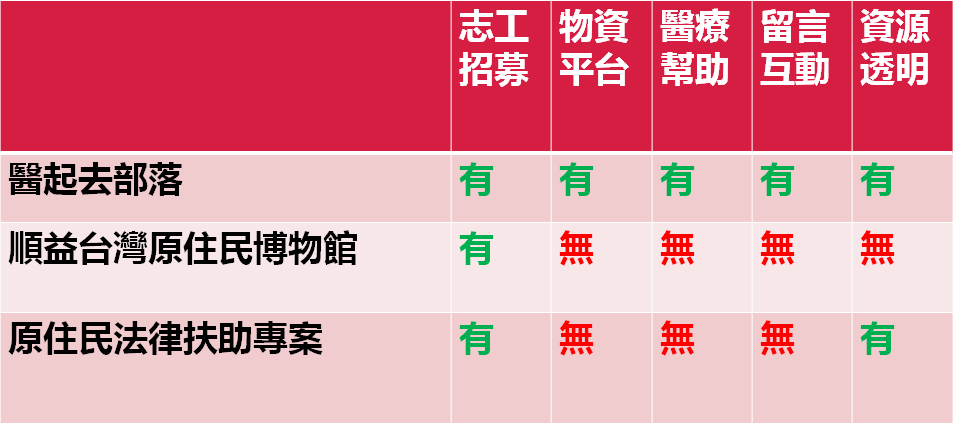 志工招募 物資平台 醫療幫助 留言互動 資源透明
醫起去部落 有 有 有 有 有
順益台灣原住民博物館 有 無 無 無 無
原住民法律扶助專案 有 無 無 無 有